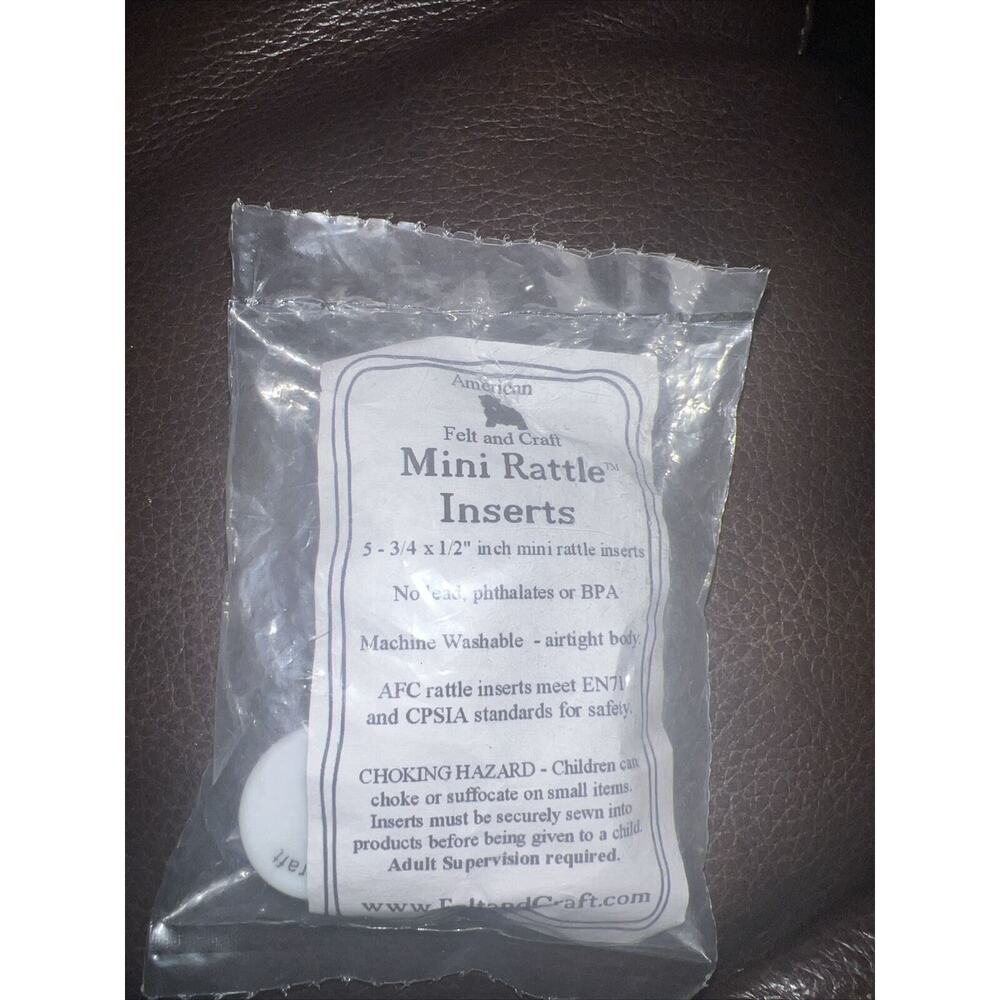 American
Felt and Craft
Mini Rattle™
Inserts
5 - 3/4 x 1/2" inch mini rattle inserts
No lead, phthalates or BPA
Machine Washable - airtight body.
AFC rattle inserts meet EN71
and CPSIA standards for safety.
CHOKING HAZARD - Children can
choke or suffocate on small items.
Inserts must be securely sewn into
products before being given to a child.
Adult Supervision required.
www.FeltandCraft.com
raft